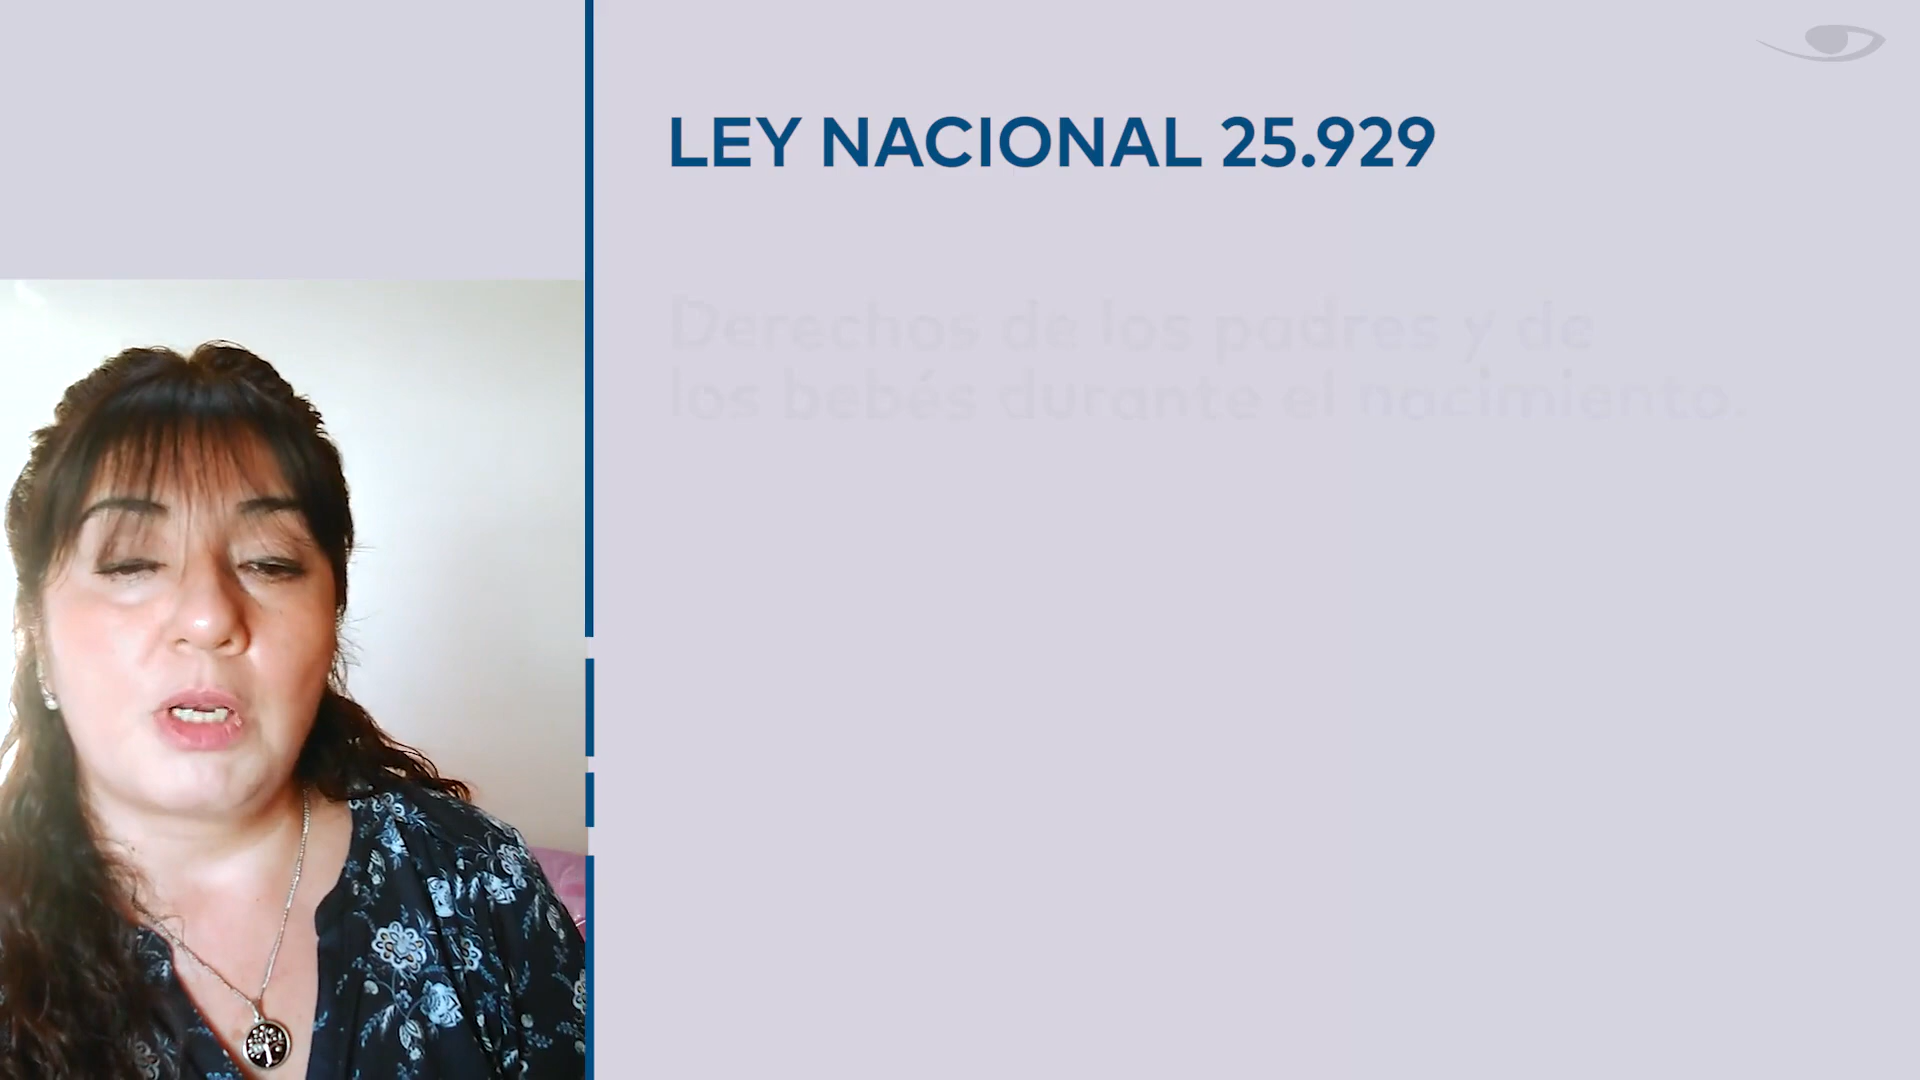 LEY NACIONAL 25.929
Derechos de los padres y de
los bebés durante el nacimiento.